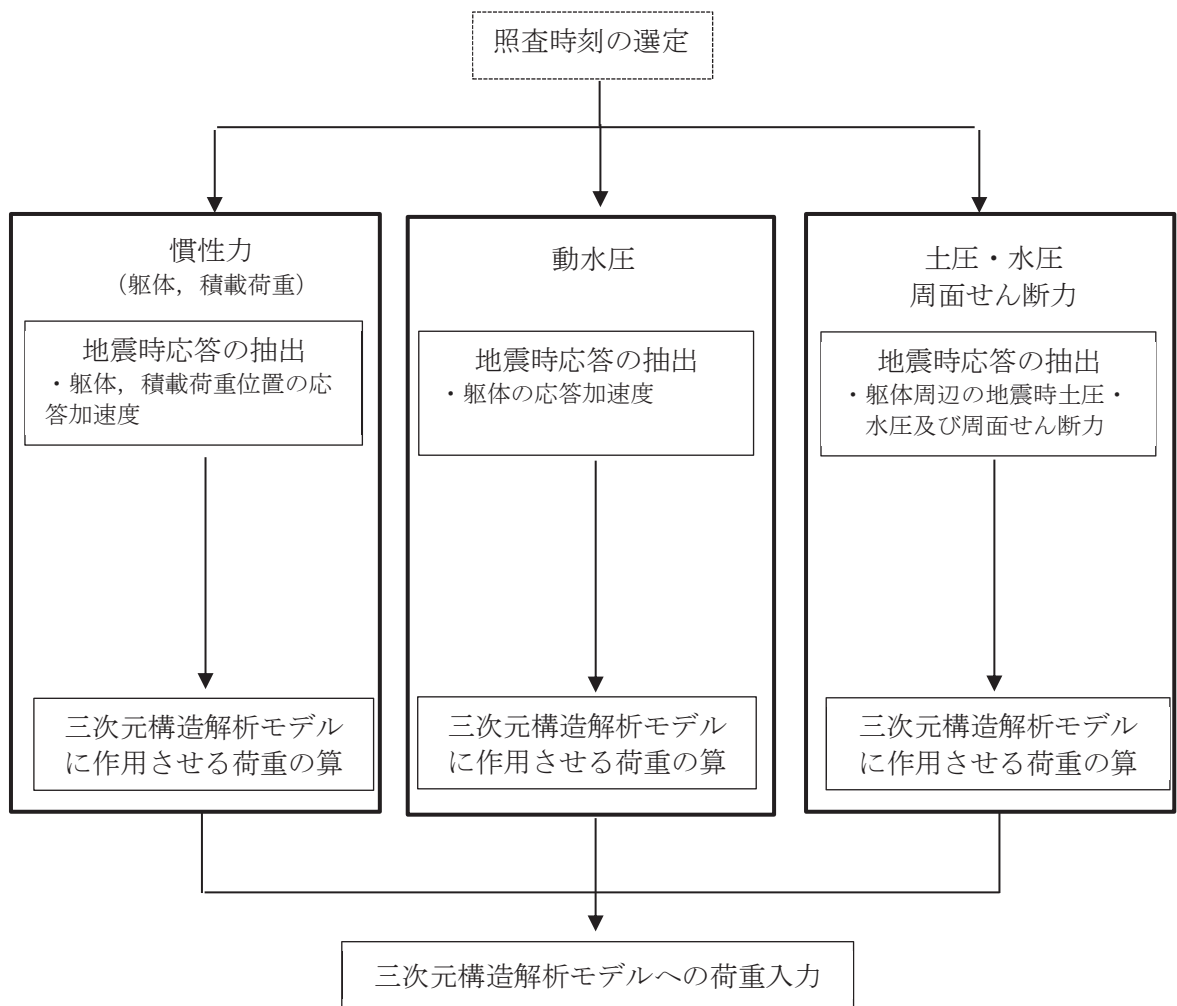 照査時刻の選定
慣性力
（躯体，積載荷重）
地震時応答の抽出
・躯体，積載荷重位置の応
答加速度
三次元構造解析モデル
に作用させる荷重の算
動水圧
地震時応答の抽出
・躯体の応答加速度
三次元構造解析モデル
に作用させる荷重の算
土圧・水圧
周面せん断力
地震時応答の抽出
・躯体周辺の地震時土圧・
水圧及び周面せん断力
三次元構造解析モデル
に作用させる荷重の算
三次元構造解析モデルへの荷重入力